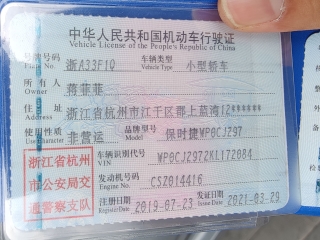 中华人民共和国机动车行驶证
Vehicle License of the People's Republic of China
号牌号码 浙A33F1Q 车辆类型 小型轿车
Plate No. Vehicle Type
所有人 蒋菲菲
Owner
住址 浙江省杭州市江干区郡上蓝湾12******
Address
使用性质 非营运 品牌型号 保时捷WP0CJ297
Use Character Model
浙江省杭州
市公安局交
通警察支队
车辆识别代号 WP0CJ2972KL172084
VIN
发动机号码 CSZ014416
Engine No.
注册日期 2019-07-23 发证日期 2021-03-29
Register Date Issue Date